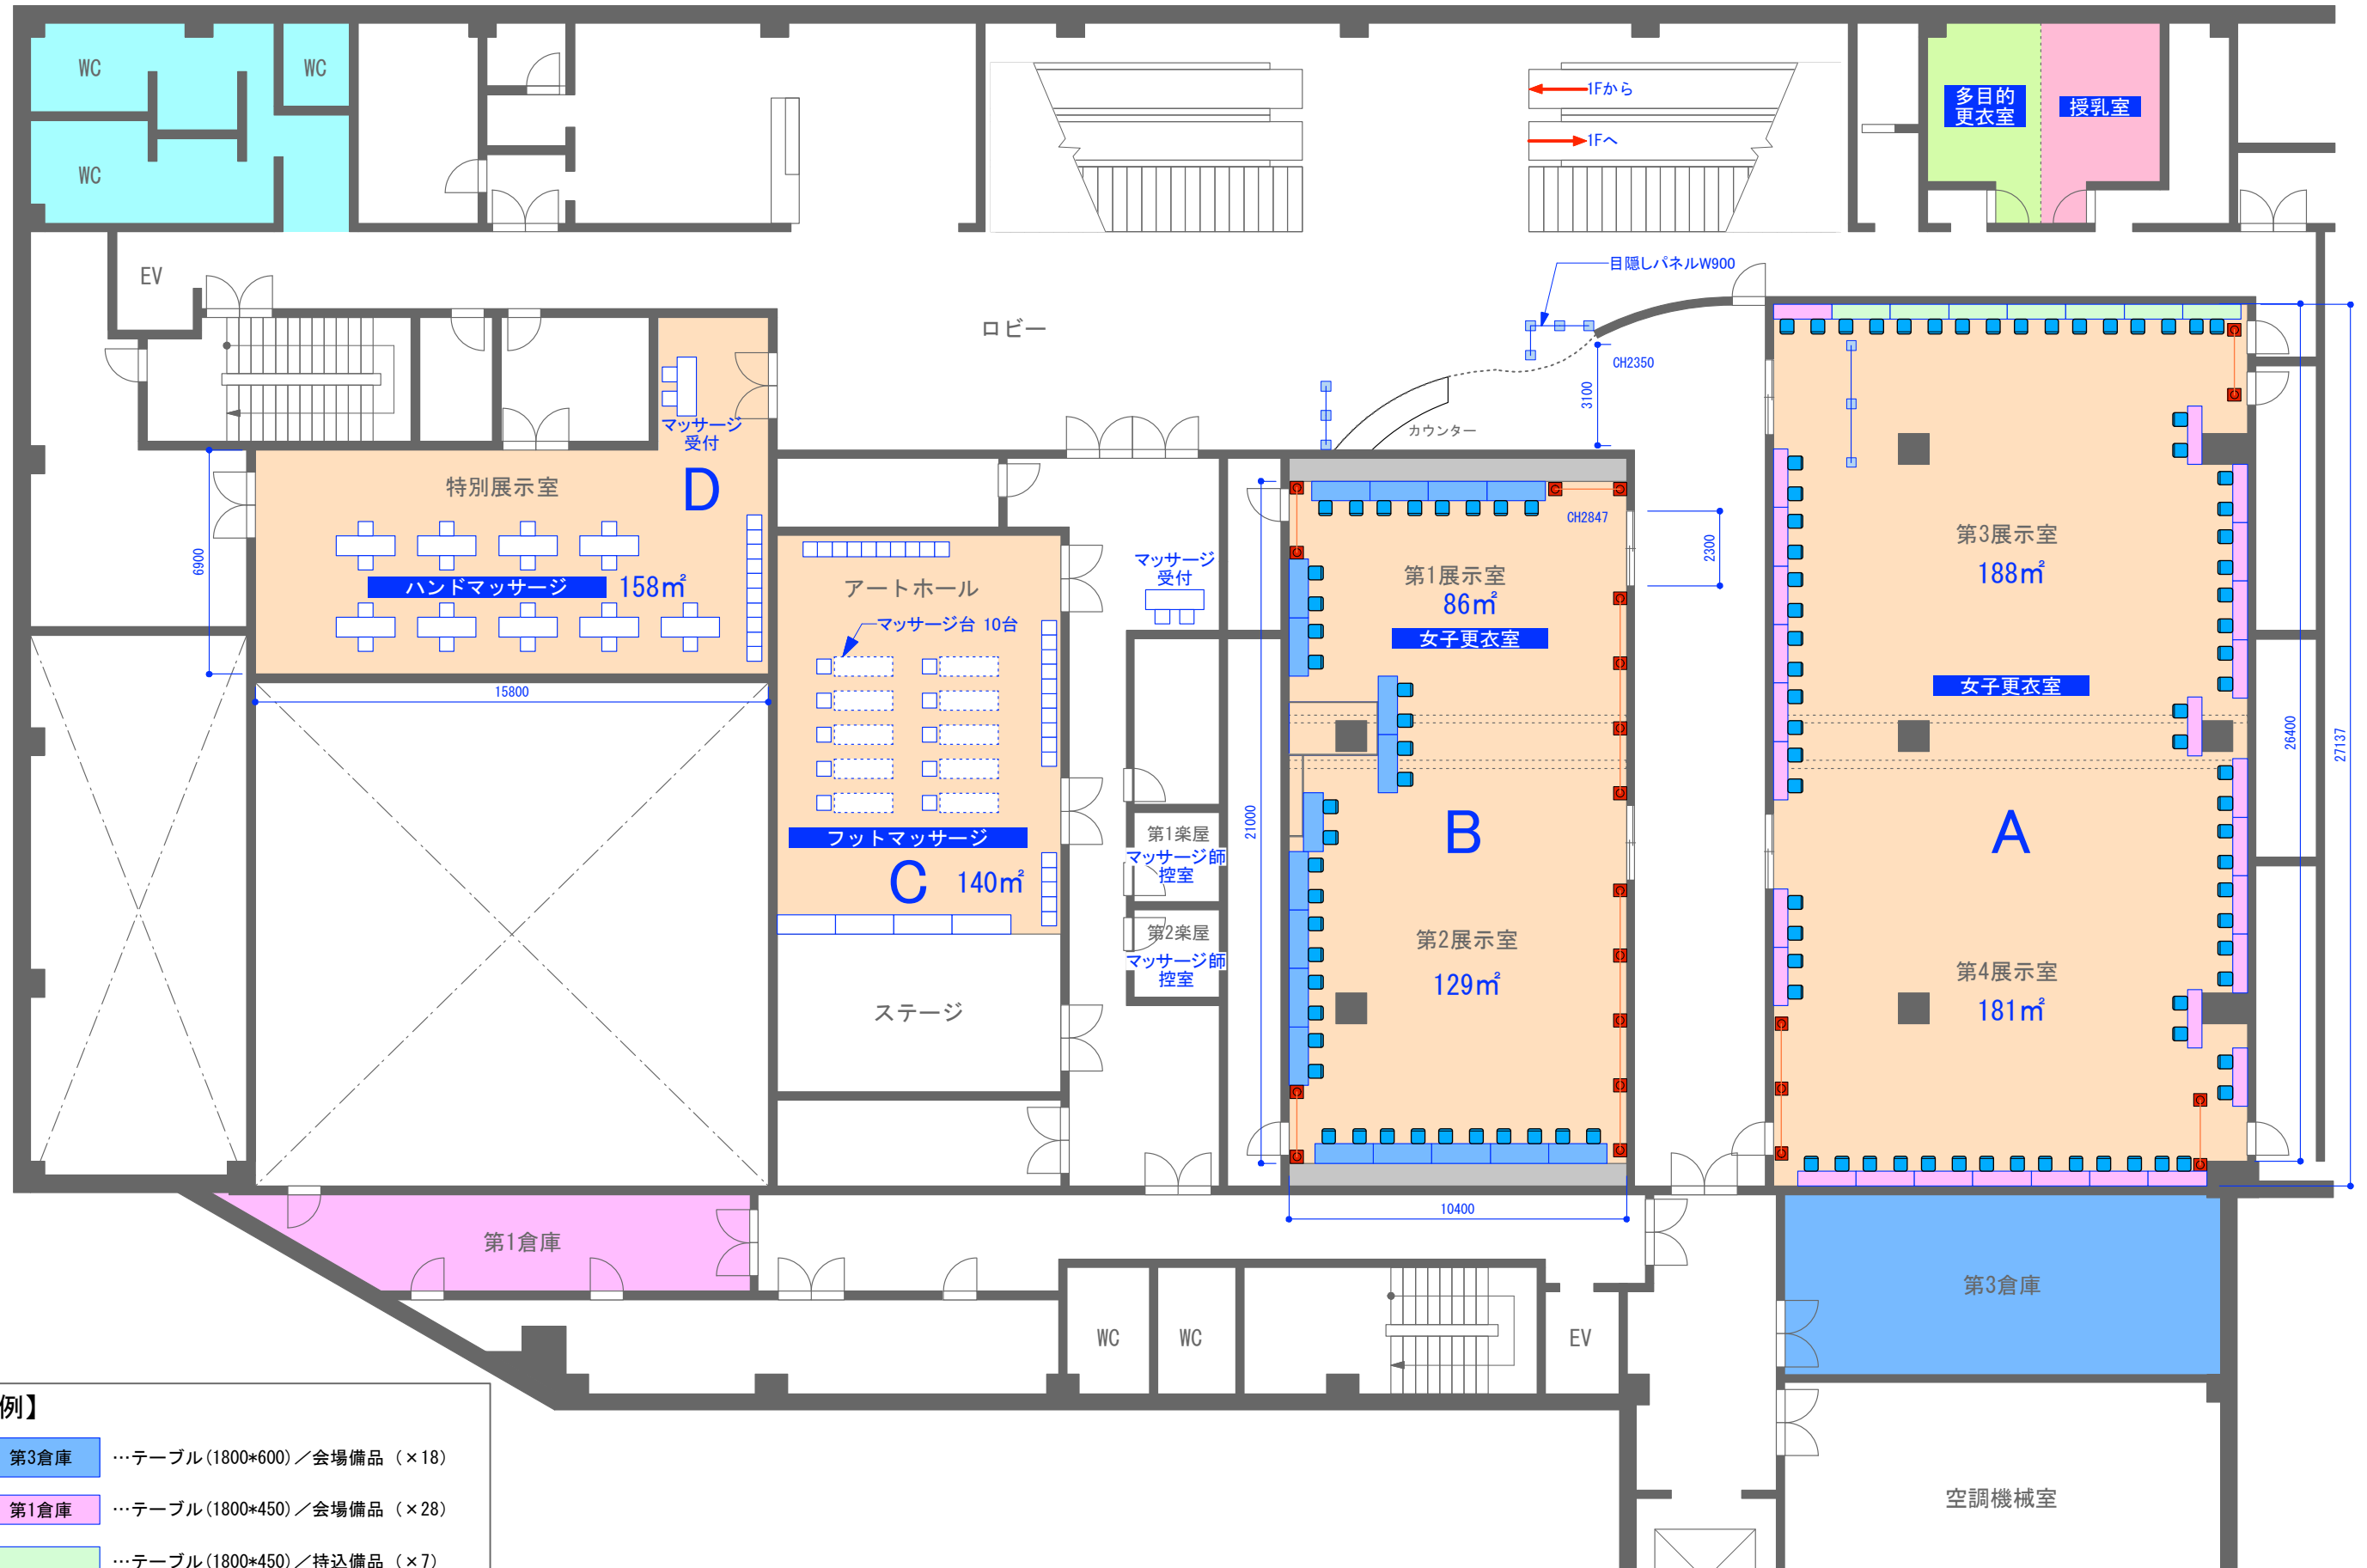 WC
WC
WC
1Fから
1Fへ
多目的
更衣室
授乳室
EV
目隠しパネルW900
ロビー
CH2350
3100
カウンター
マッサージ
受付
D
特別展示室
6900
ハンドマッサージ 158㎡
15800
アートホール
マッサージ台 10台
フットマッサージ
C 140㎡
ステージ
マッサージ
受付
第1楽屋
マッサージ師
控室
第2楽屋
マッサージ師
控室
21000
CH2847
2300
第1展示室
86㎡
女子更衣室
B
第2展示室
129㎡
10400
第3展示室
188㎡
女子更衣室
A
第4展示室
181㎡
26400
27137
第1倉庫
第3倉庫
WC
WC
EV
空調機械室
例】
第3倉庫 …テーブル(1800*600)／会場備品（×18）
第1倉庫 …テーブル(1800*450)／会場備品（×28）
…テーブル(1800*450)／持込備品（×7）